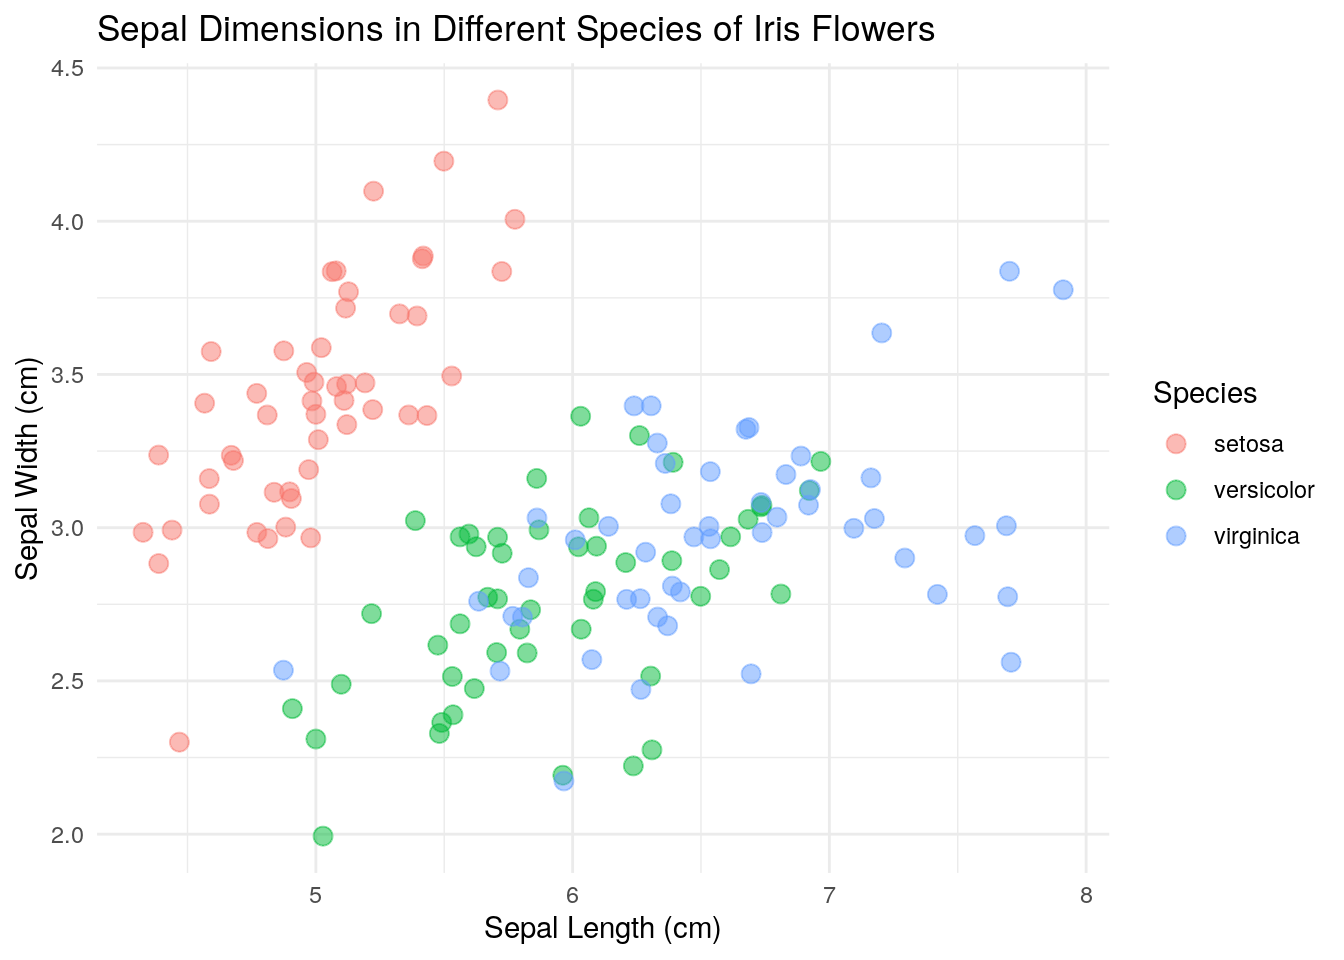 Sepal Dimensions in Different Species of Iris Flowers
4.5
4.0
3.5
3.0
2.5
2.0
Sepal Width (cm)
5 6 7 8
Sepal Length (cm)
Species
setosa
versicolor
virginica